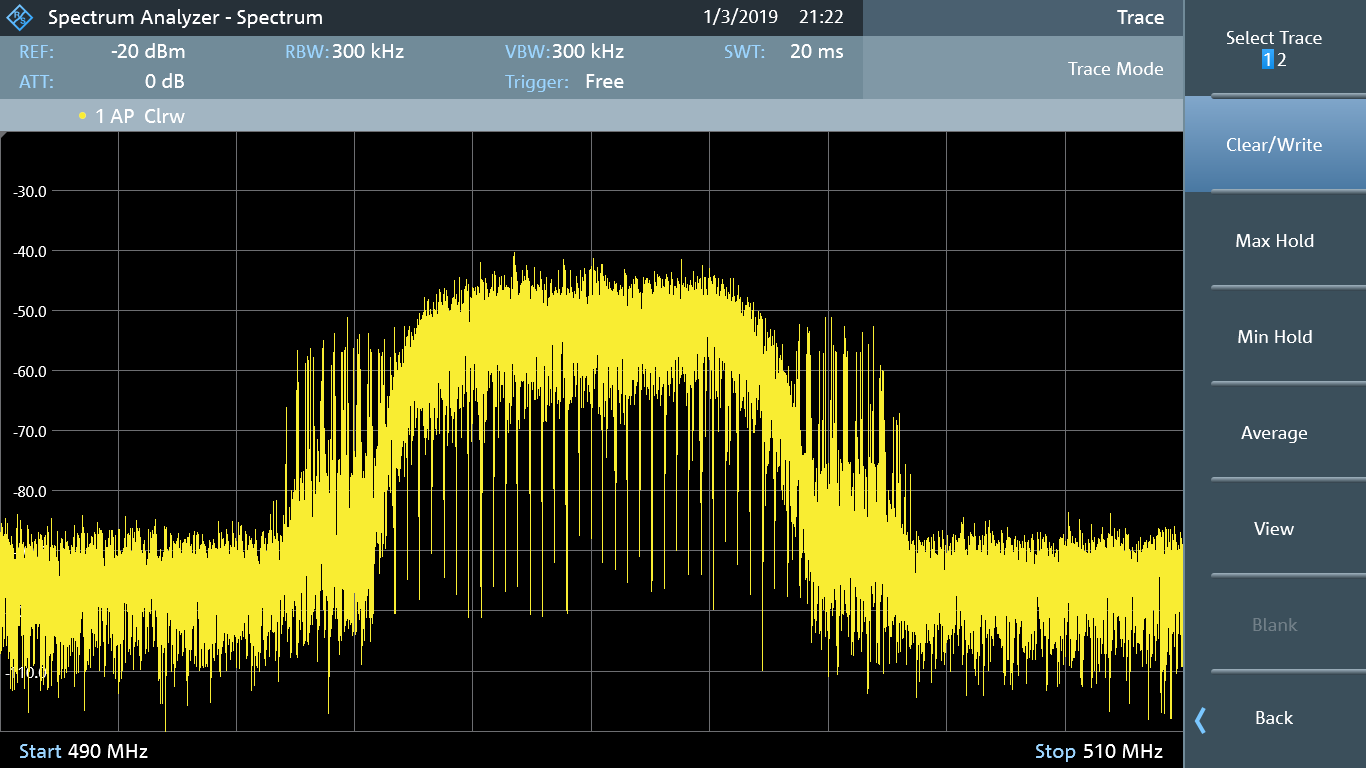 Spectrum Analyzer - Spectrum 1/3/2019 21:22 Trace
REF: -20 dBm RBW: 300 kHz VBW: 300 kHz SWT: 20 ms
ATT: 0 dB Trigger: Free
Trace Mode
1 AP Clrw
-30.0
-40.0
-50.0
-60.0
-70.0
-80.0
Start 490 MHz Stop 510 MHz
Select Trace
1 2
Clear/Write
Max Hold
Min Hold
Average
View
Blank
Back